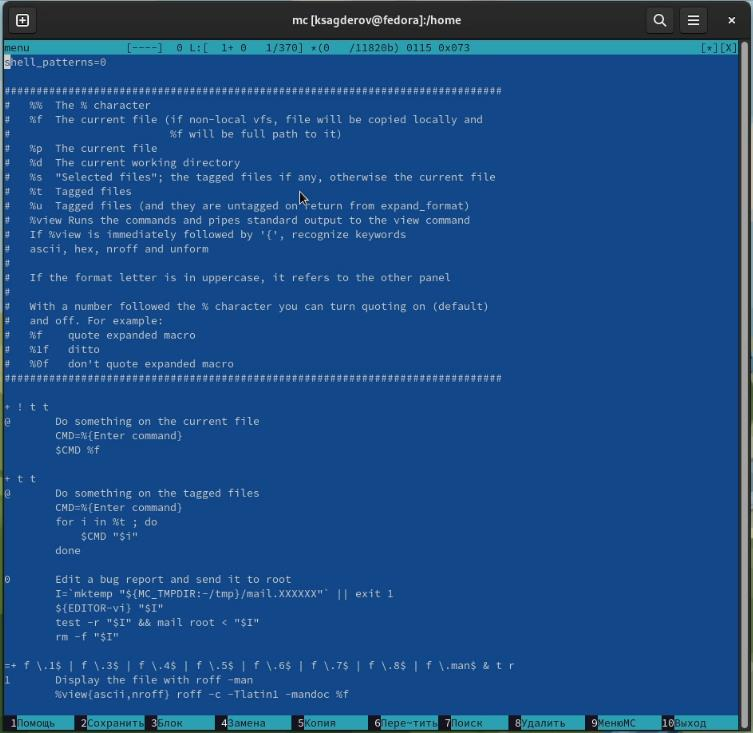 mc [ksagderov@fedora]:/home
menu               [----]  0 L:[  1+ 0   1/370] *(0   /11820b) 0115 0x073                                    [*][X]
shell_patterns=0
##############################################################################
#   %%  The % character
#   %f  The current file (if non-local vfs, file will be copied locally and
#                         %f will be full path to it)
#   %p  The current file
#   %d  The current working directory
#   %s  "Selected files"; the tagged files if any, otherwise the current file
#   %t  Tagged files
#   %u  Tagged files (and they are untagged on return from expand_format)
#   %view Runs the commands and pipes standard output to the view command
#   If %view is immediately followed by '{', recognize keywords
#   ascii, hex, nroff and unform
#
#   If the format letter is in uppercase, it refers to the other panel
#
#   With a number followed the % character you can turn quoting on (default)
#   and off. For example:
#   %f    quote expanded macro
#   %1f   ditto
#   %0f   don't quote expanded macro
##############################################################################
+ ! t t
@       Do something on the current file
        CMD=%{Enter command}
        $CMD %f
+ t t
@       Do something on the tagged files
        CMD=%{Enter command}
        for i in %t ; do
            $CMD "$i"
        done
0       Edit a bug report and send it to root
        I=`mktemp "${MC_TMPDIR:-/tmp}/mail.XXXXXX"` || exit 1
        ${EDITOR-vi} "$I"
        test -r "$I" && mail root < "$I"
        rm -f "$I"
=+ f \.1$ | f \.3$ | f \.4$ | f \.5$ | f \.6$ | f \.7$ | f \.8$ | f \.man$ & t r
1       Display the file with roff -man
        %view{ascii,nroff} roff -c -Tlatin1 -mandoc %f
1Помощь 2Сохранить 3Блок 4Замена 5Копия 6Пере~тить 7Поиск 8Удалить 9МенюMC 10Выход